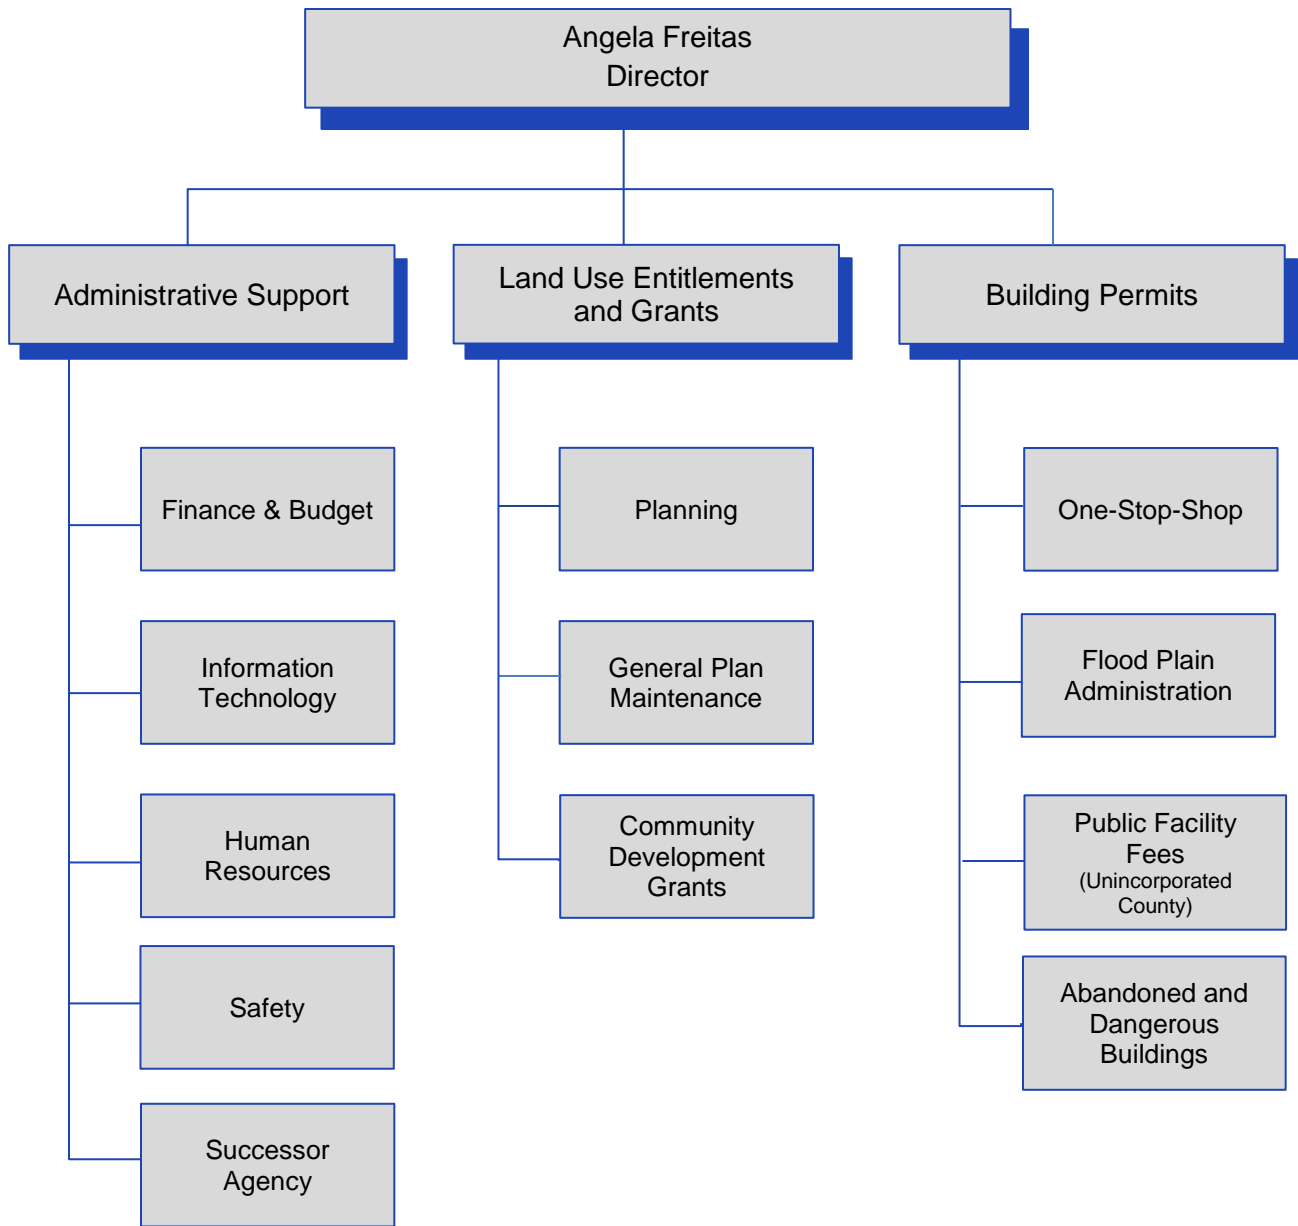 Angela Freitas
Director
Administrative Support
Land Use Entitlements
and Grants
Building Permits
Finance & Budget
Information
Technology
Human
Resources
Safety
Successor
Agency
Planning
General Plan
Maintenance
Community
Development
Grants
One-Stop-Shop
Flood Plain
Administration
Public Facility
Fees
(Unincorporated
County)
Abandoned and
Dangerous
Buildings